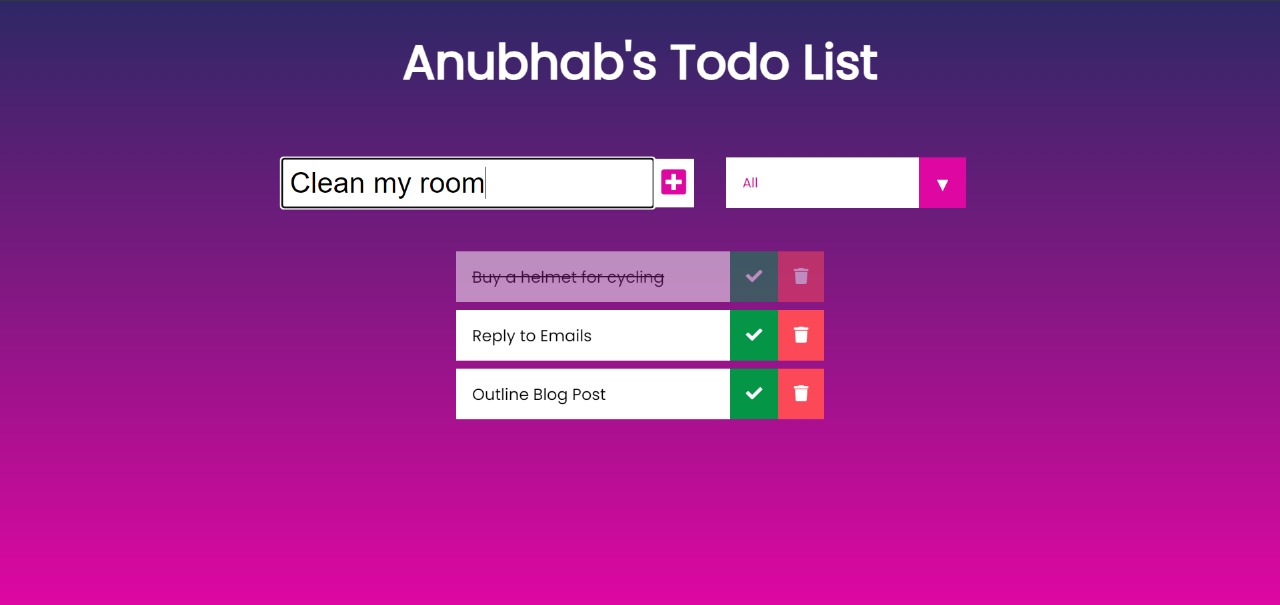 Anubhab's Todo List
Clean my room
All
Buy a helmet for cycling
Reply to Emails
Outline Blog Post